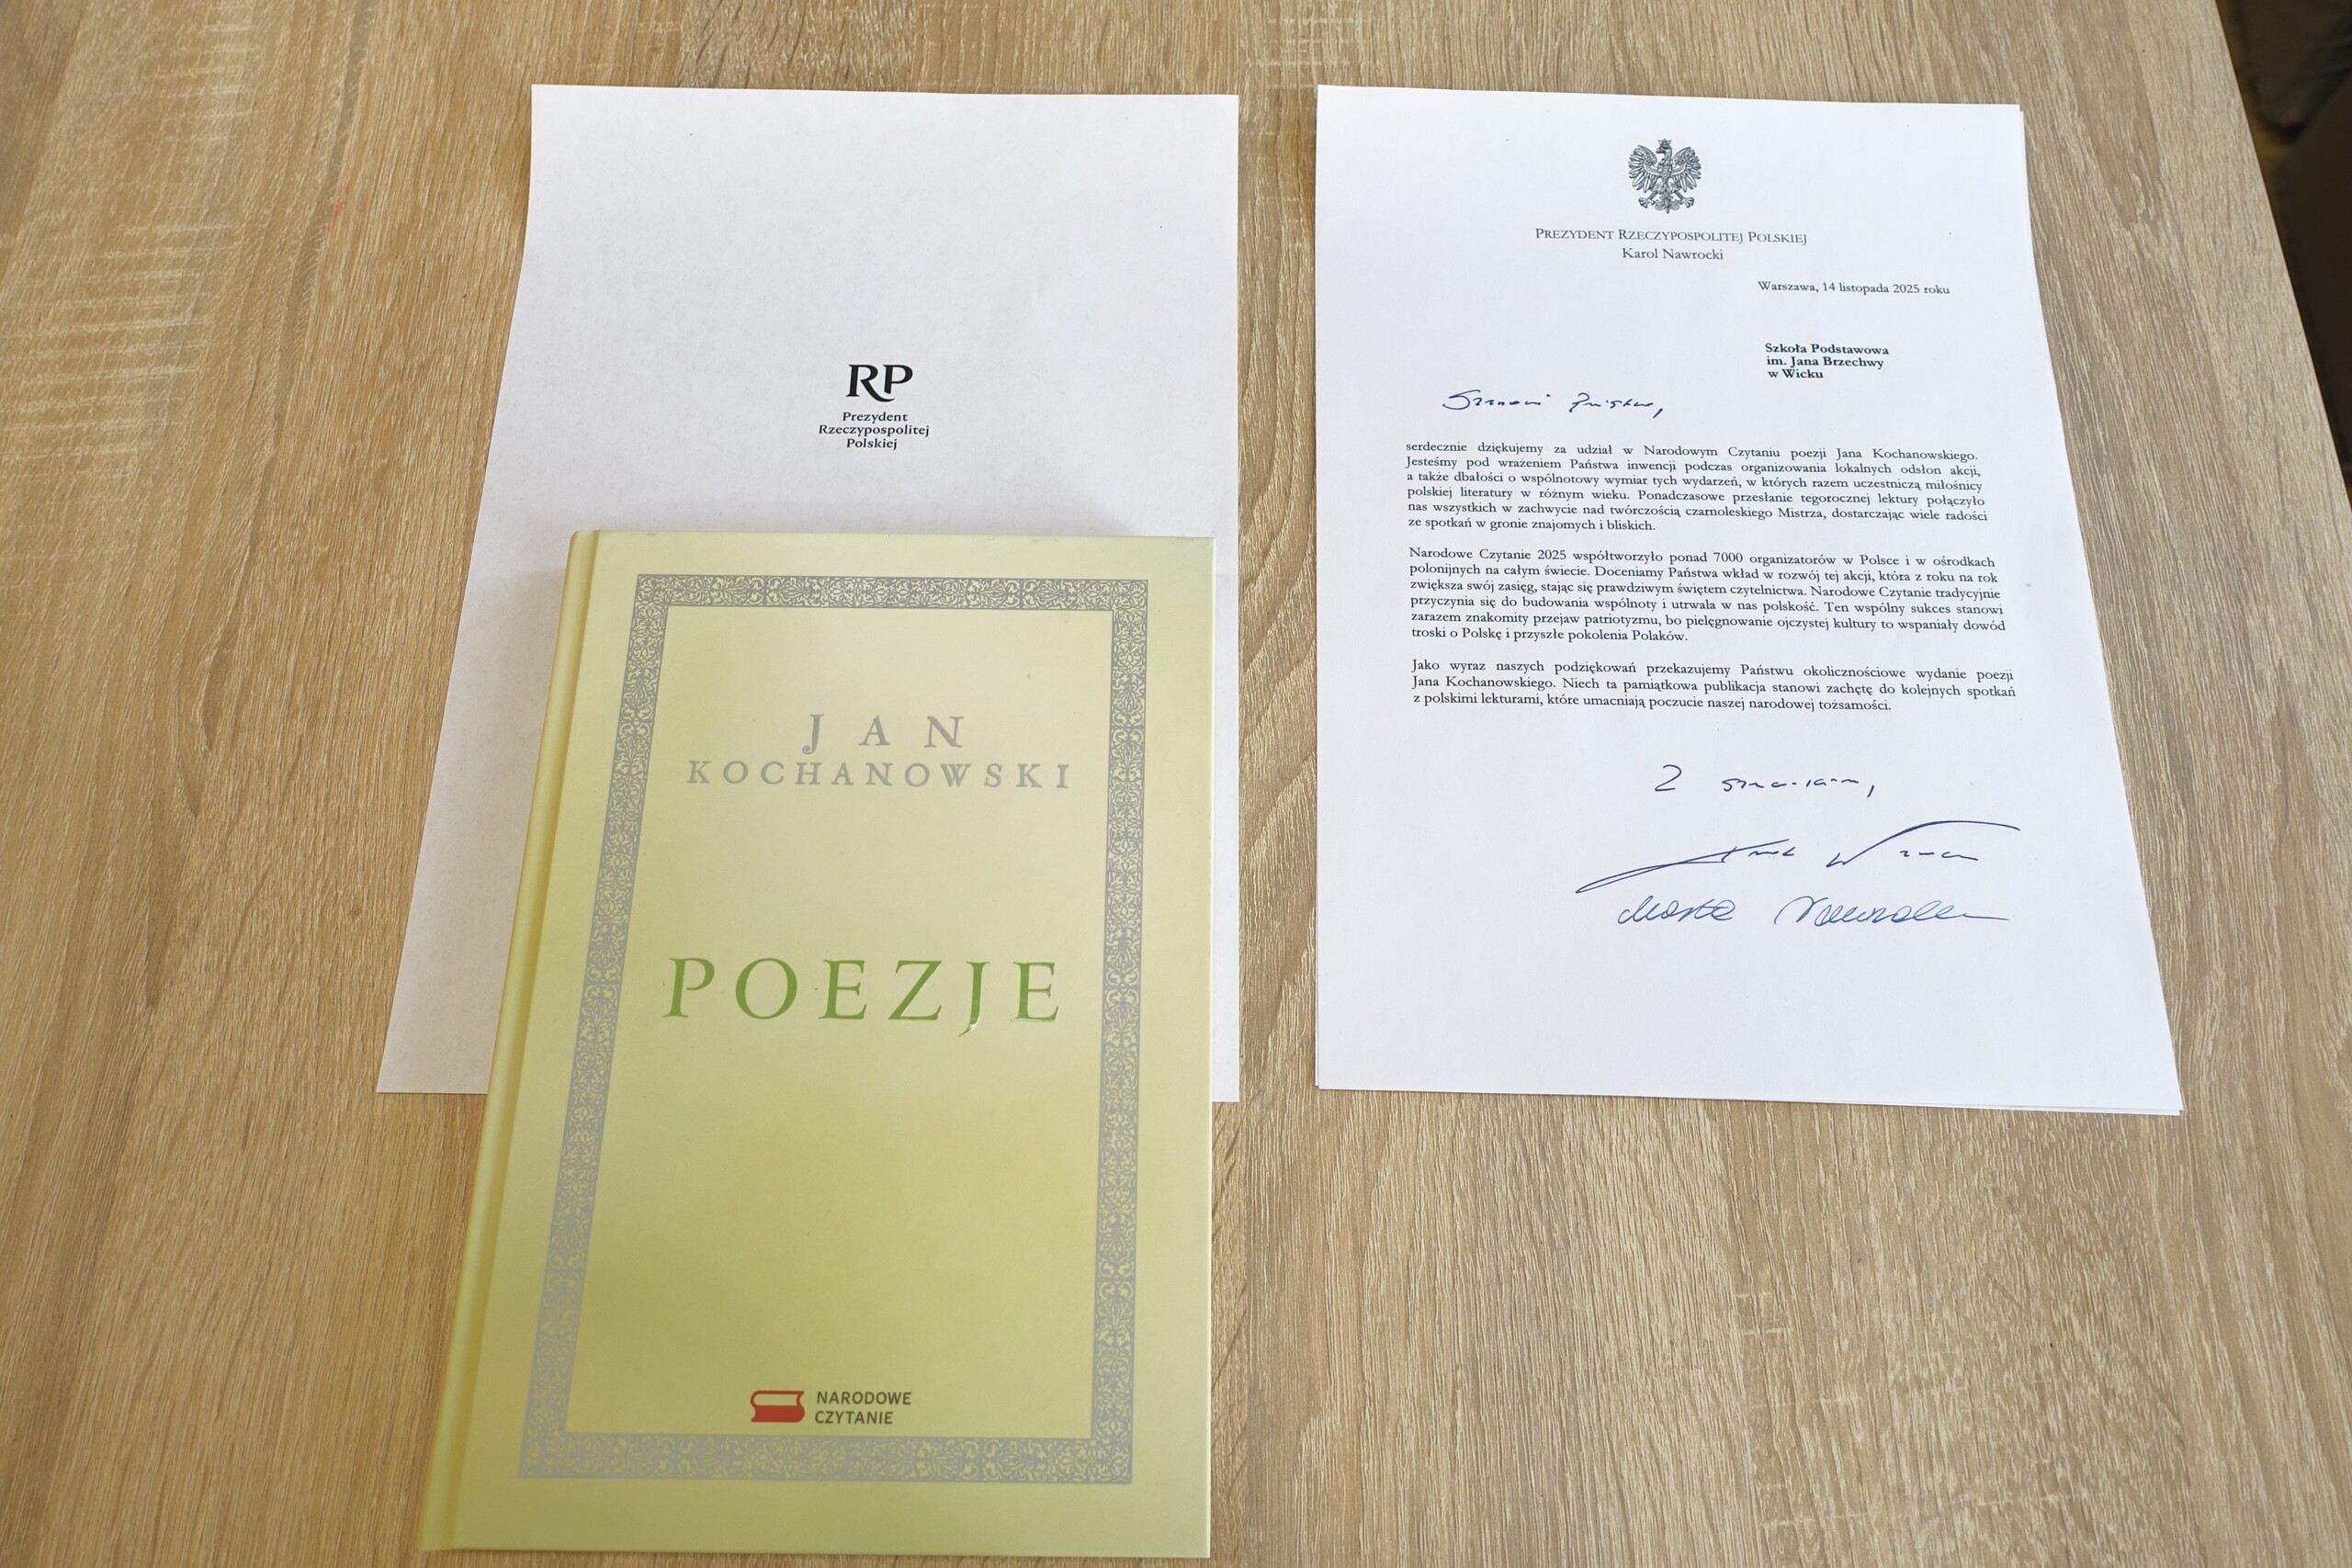 RP
Prezydent
Rzeczypospolitej
Polskiej
JAN
KOCHANOWSKI
POEZJE
NARODOWE
CZYTANIE
PREZYDENT RZECZYPOSPOLITEJ POLSKIEJ
Karol Nawrocki
Warszawa, 14 listopada 2025 roku
Szkoła Podstawowa
im. Jana Brzechwy
w Wicku
Szanowni Państwo,
serdecznie dziękujemy za udział w Narodowym Czytaniu poezji Jana Kochanowskiego.
Jesteśmy pod wrażeniem Państwa inwencji podczas organizowania lokalnych odsłon akcji,
a także dbałości o wspólnotowy wymiar tych wydarzeń, w których razem uczestniczą miłośnicy
polskiej literatury w różnym wieku. Ponadczasowe przesłanie tegorocznej lektury połączyło
nas wszystkich w zachwycie nad twórczością czarnoleskiego Mistrza, dostarczając wiele radości
ze spotkań w gronie znajomych i bliskich.
Narodowe Czytanie 2025 współtworzyło ponad 7000 organizatorów w Polsce i w ośrodkach
polonijnych na całym świecie. Doceniamy Państwa wkład w rozwój tej akcji, która z roku na rok
zwiększa swój zasięg, stając się prawdziwym świętem czytelnictwa. Narodowe Czytanie tradycyjnie
przyczynia się do budowania wspólnoty i utrwala w nas polskość. Ten wspólny sukces stanowi
zarazem znakomity przejaw patriotyzmu, bo pielęgnowanie ojczystej kultury to wspaniały dowód
troski o Polskę i przyszłe pokolenia Polaków.
Jako wyraz naszych podziękowań przekazujemy Państwu okolicznościowe wydanie poezji
Jana Kochanowskiego. Niech ta pamiątkowa publikacja stanowi zachętę do kolejnych spotkań
z polskimi lekturami, które umacniają poczucie naszej narodowej tożsamości.
Marta Nawrocka